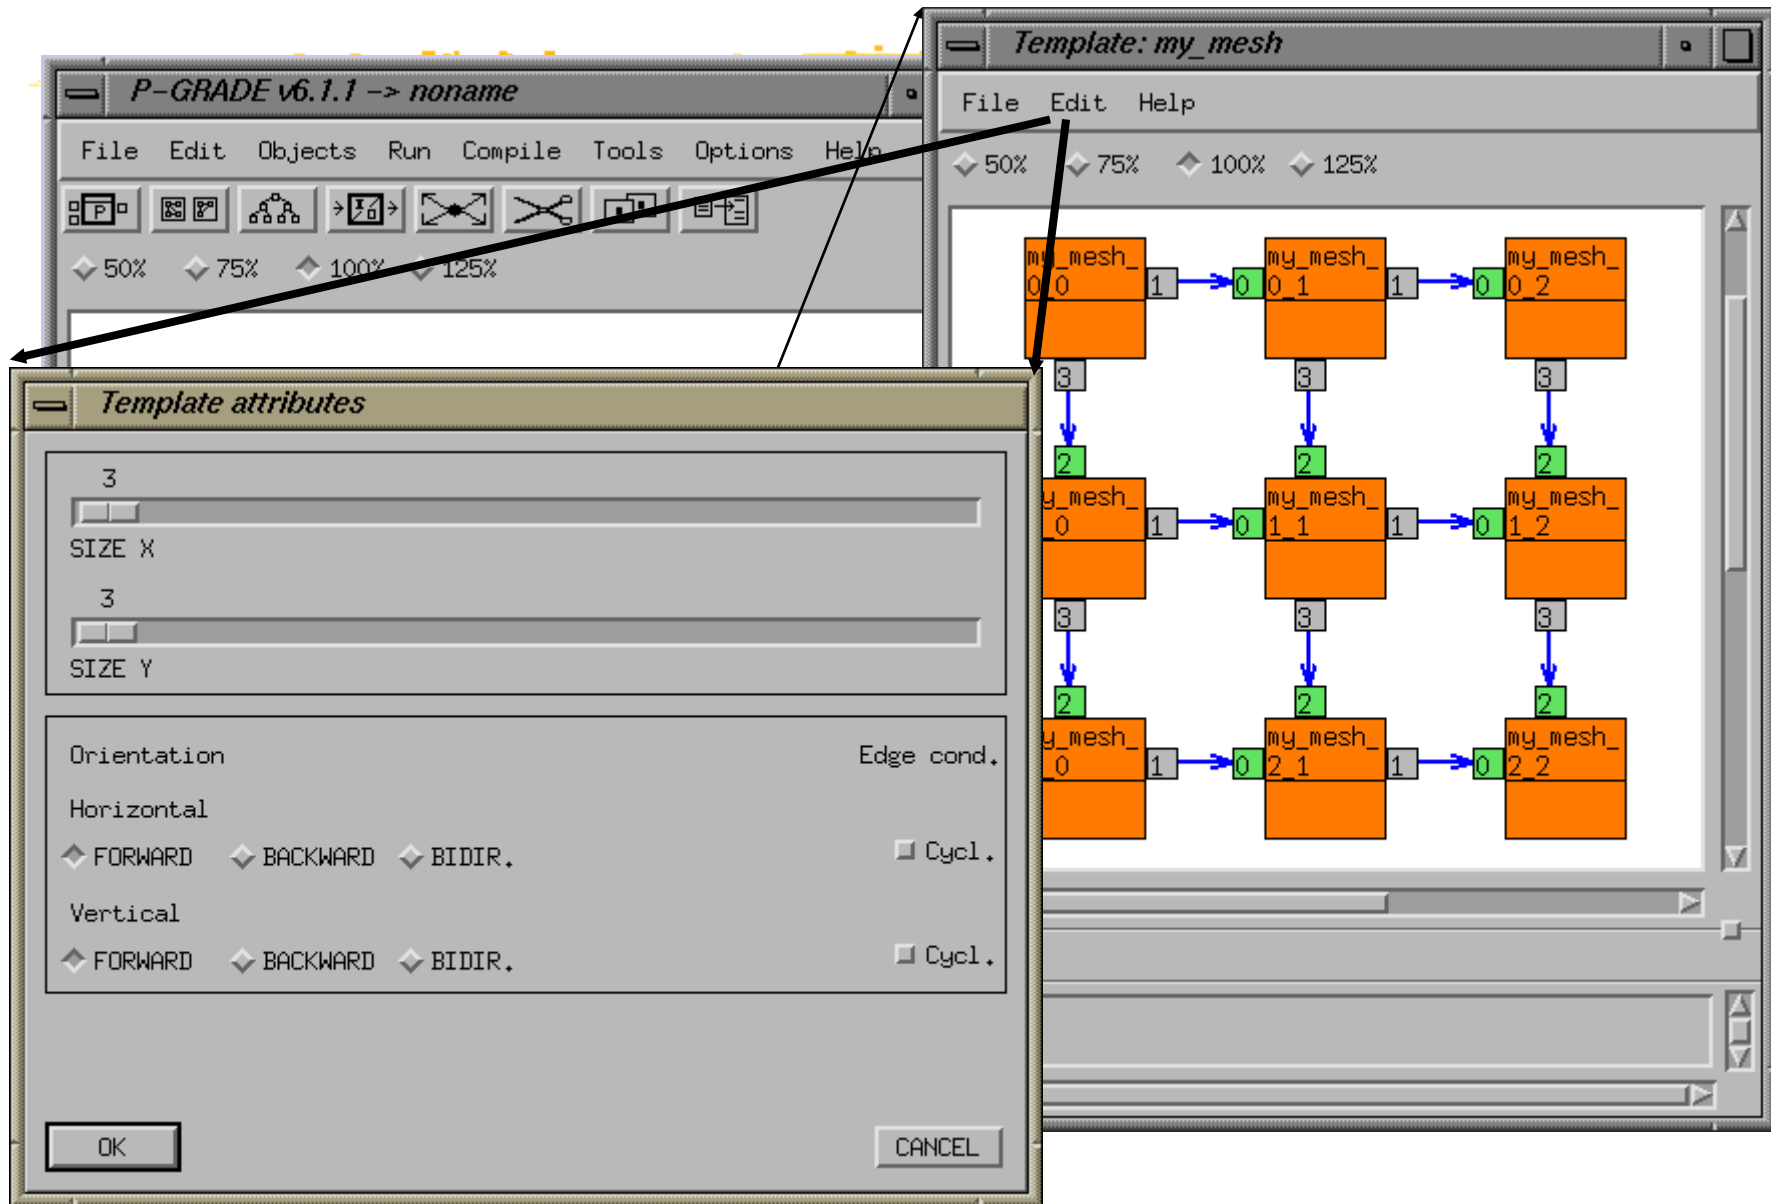 P-GRADE v6.1.1 -> noname
File Edit Objects Run Compile Tools Options Help
50% 75% 100% 125%
Template: my_mesh
File Edit Help
50% 75% 100% 125%
my_mesh_ my_mesh_ my_mesh_
0_0 1 0 0_1 1 0 0_2
3 3 3
2 2 2
y_mesh_ my_mesh_ my_mesh_
_0 1 0 1_1 1 0 1_2
3 3 3
2 2 2
y_mesh_ my_mesh_ my_mesh_
_0 1 0 2_1 1 0 2_2
Template attributes
3
SIZE X
3
SIZE Y
Orientation Edge cond.
Horizontal
FORWARD BACKWARD BIDIR. Cycl.
Vertical
FORWARD BACKWARD BIDIR. Cycl.
OK CANCEL